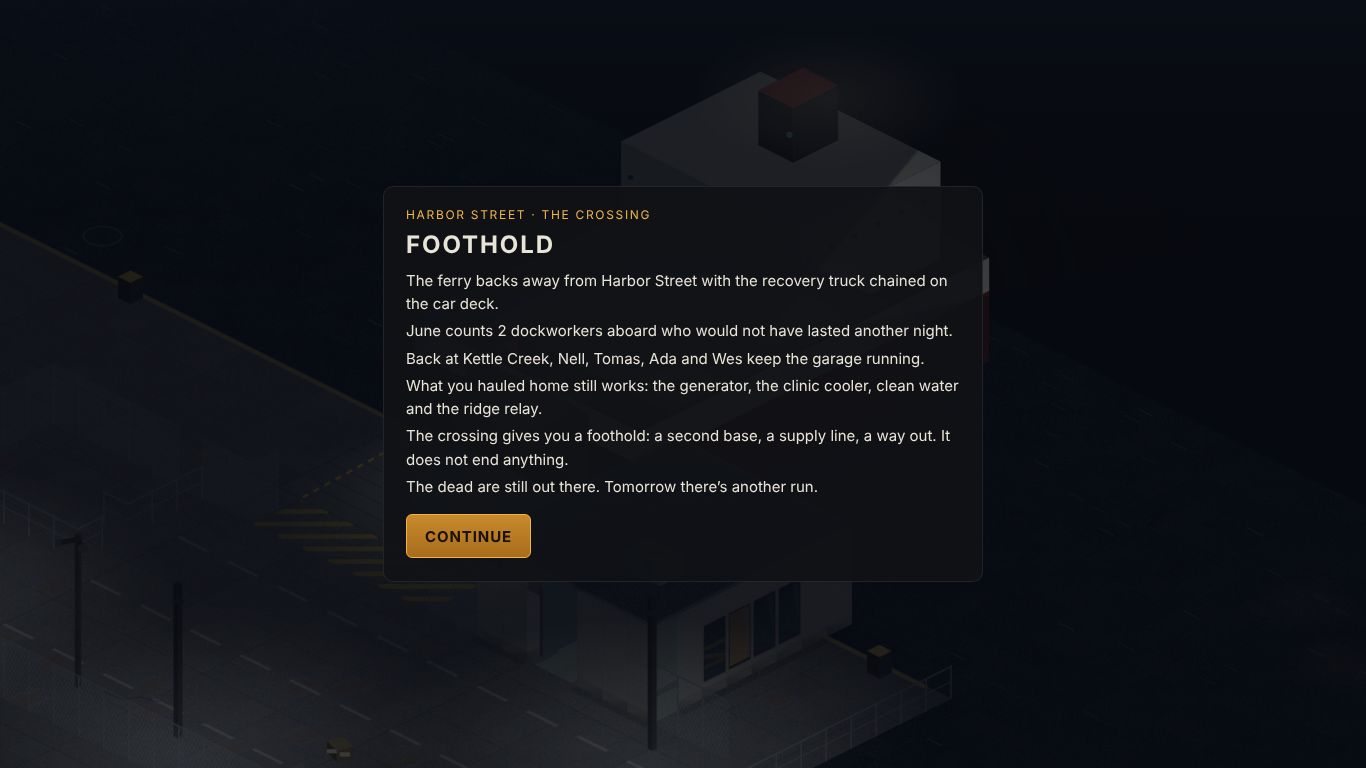 HARBOR STREET · THE CROSSING
FOOTHOLD
The ferry backs away from Harbor Street with the recovery truck chained on
the car deck.
June counts 2 dockworkers aboard who would not have lasted another night.
Back at Kettle Creek, Nell, Tomas, Ada and Wes keep the garage running.
What you hauled home still works: the generator, the clinic cooler, clean water
and the ridge relay.
The crossing gives you a foothold: a second base, a supply line, a way out. It
does not end anything.
The dead are still out there. Tomorrow there’s another run.
CONTINUE